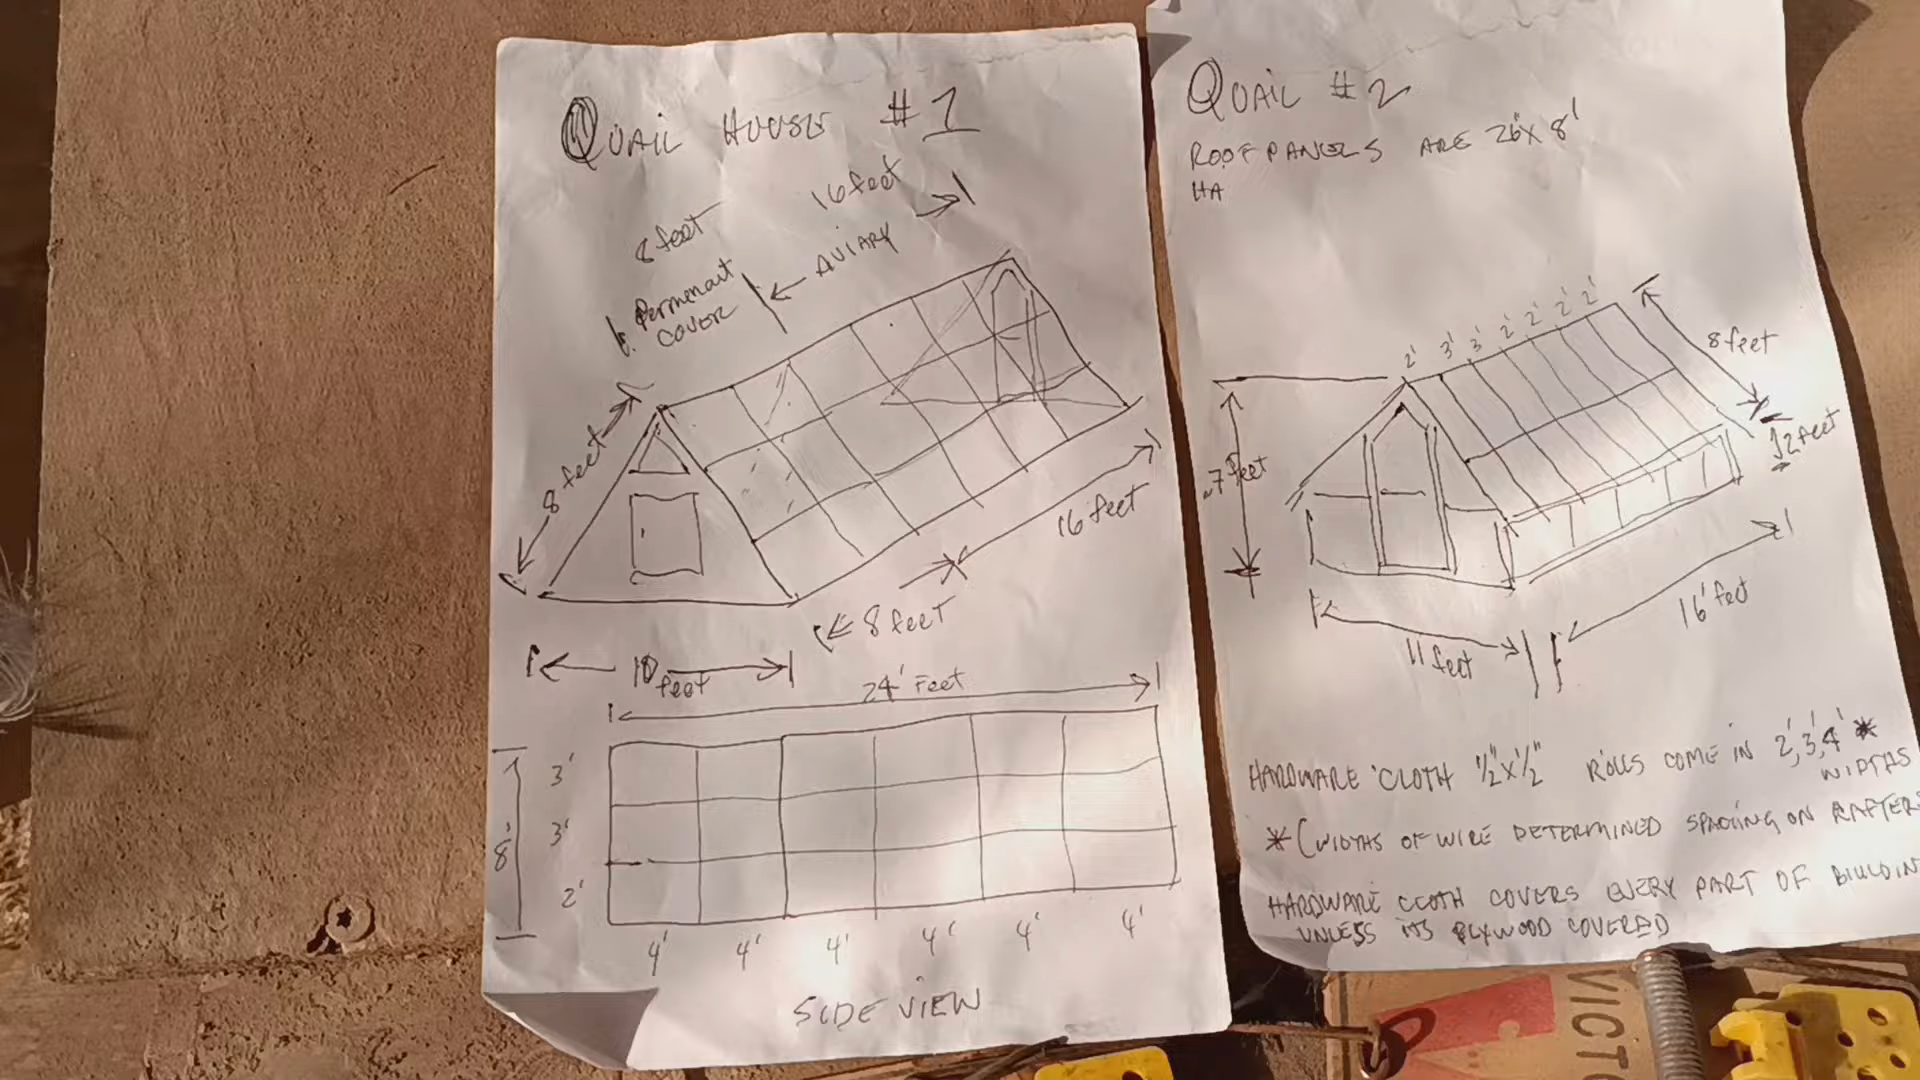 QUAIL HOUSE #1
16 feet
8 feet
AVIARY
Permenant
COVER
8 feet
16 feet
8 feet
10
feet
24' FEET
3'
3'
8'
2'
4' 4' 4' 4' 4' 4'
SIDE VIEW
QUAIL #2
ROOF PANELS ARE 26"X 8'
HA
2' 3' 3' 2' 2' 2' 2'
8 feet
2 feet
~7 feet
16' feet
11 feet
HARDWARE CLOTH 1/2"x1/2" ROLLS COME IN 2', 3', 4' *
WIDTHS
* (WIDTHS OF WIRE DETERMINED SPACING ON RAFTERS
HARDWARE CLOTH COVERS EVERY PART OF BIULDIN
UNLESS ITS PLYWOOD COVERED
VICTO